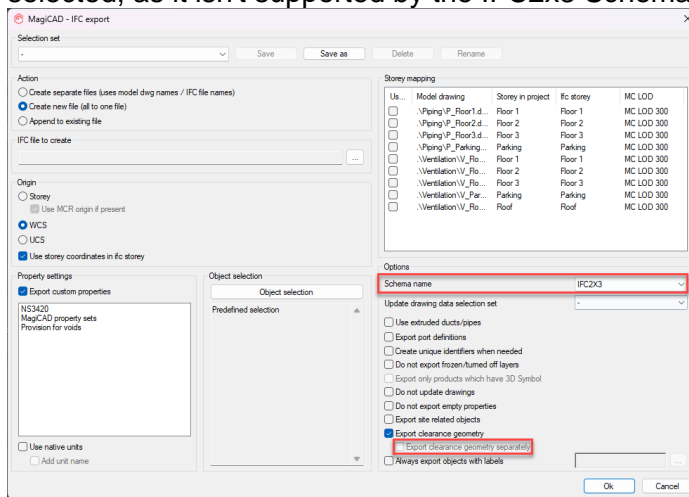 selected, as it isn't supported by the IFC2x3 Schema
MagiCAD - IFC export
Selection set
-
Save
Save as
Delete
Rename
Action
Create separate files (uses model dwg names / IFC file names)
Create new file (all to one file)
Append to existing file
IFC file to create
...
Origin
Storey
Use MCR origin if present
WCS
UCS
Use storey coordinates in ifc storey
Property settings
Export custom properties
NS3420
MagiCAD property sets
Provision for voids
Use native units
Add unit name
Object selection
Object selection
Predefined selection
Storey mapping
Us... Model drawing Storey in project Ifc storey MC LOD
.\Piping\P_Floor1.d... Floor 1 Floor 1 MC LOD 300
.\Piping\P_Floor2.d... Floor 2 Floor 2 MC LOD 300
.\Piping\P_Floor3.d... Floor 3 Floor 3 MC LOD 300
.\Piping\P_Parking... Parking Parking MC LOD 300
.\Ventilation\V_Flo... Floor 1 Floor 1 MC LOD 300
.\Ventilation\V_Flo... Floor 2 Floor 2 MC LOD 300
.\Ventilation\V_Flo... Floor 3 Floor 3 MC LOD 300
.\Ventilation\V_Par... Parking Parking MC LOD 300
.\Ventilation\V_Ro... Roof Roof MC LOD 300
Options
Schema name IFC2X3
Update drawing data selection set -
Use extruded ducts/pipes
Export port definitions
Create unique identifiers when needed
Do not export frozen/turned off layers
Export only products which have 3D Symbol
Do not update drawings
Do not export empty properties
Export site related objects
Export clearance geometry
Export clearance geometry separately
Always export objects with labels
...
Ok
Cancel